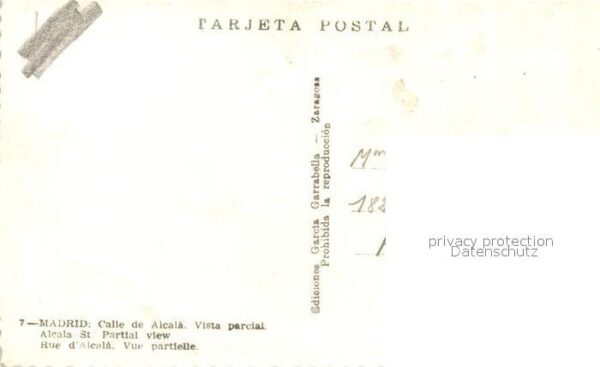 TARJETA POSTAL
Ediciones García Garrabella — Zaragoza
Prohibida la reproducción
182
privacy protection
Datenschutz
7—MADRID: Calle de Alcalá. Vista parcial.
Alcala St Partial view
Rue d'Alcalá. Vue partielle.